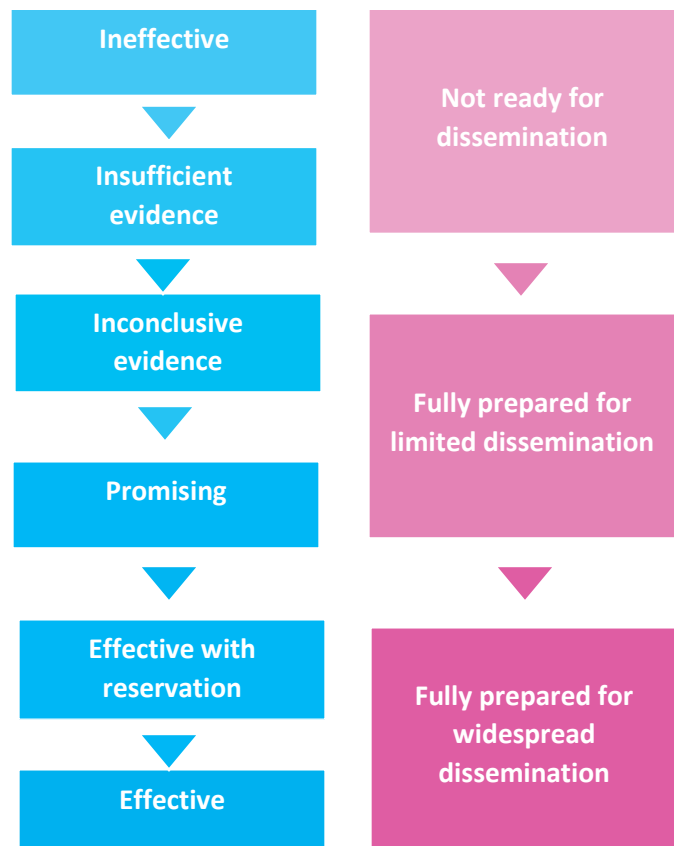 Ineffective
Insufficient
evidence
Inconclusive
evidence
Promising
Effective with
reservation
Effective
Not ready for
dissemination
Fully prepared for
limited dissemination
Fully prepared for
widespread
dissemination